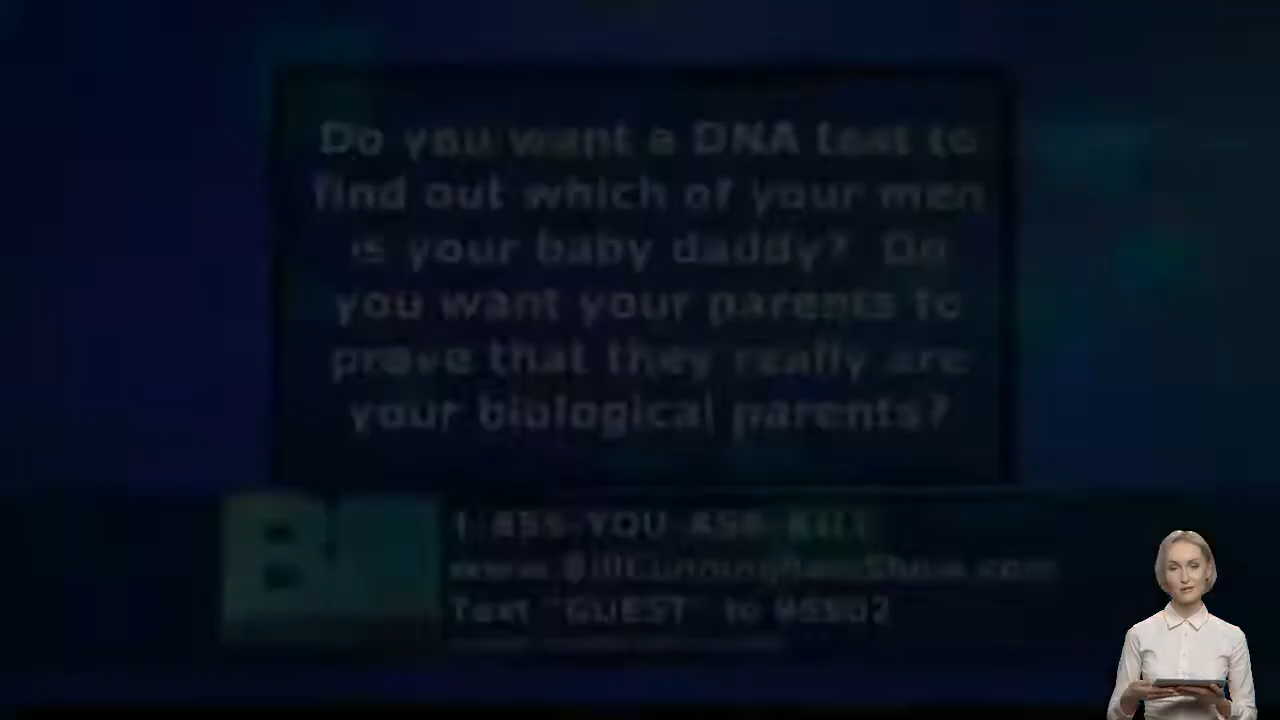 Do you want a DNA test to
find out which of your men
is your baby daddy? Do
you want your parents to
prove that they really are
your biological parents?
www.BillCunninghamShow.com
Text "GUEST" to